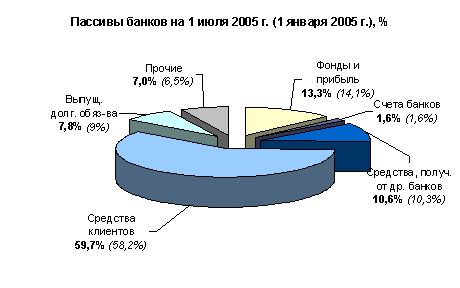 Пассивы банков на 1 июля 2005 г. (1 января 2005 г.), %
Прочие
7,0% (6,5%)
Фонды и
прибыль
13,3% (14,1%)
Выпущ.
долг. обяз-ва
7,8% (9%)
Счета банков
1,6% (1,6%)
Средства, получ.
от др. банков
10,6% (10,3%)
Средства
клиентов
59,7% (58,2%)